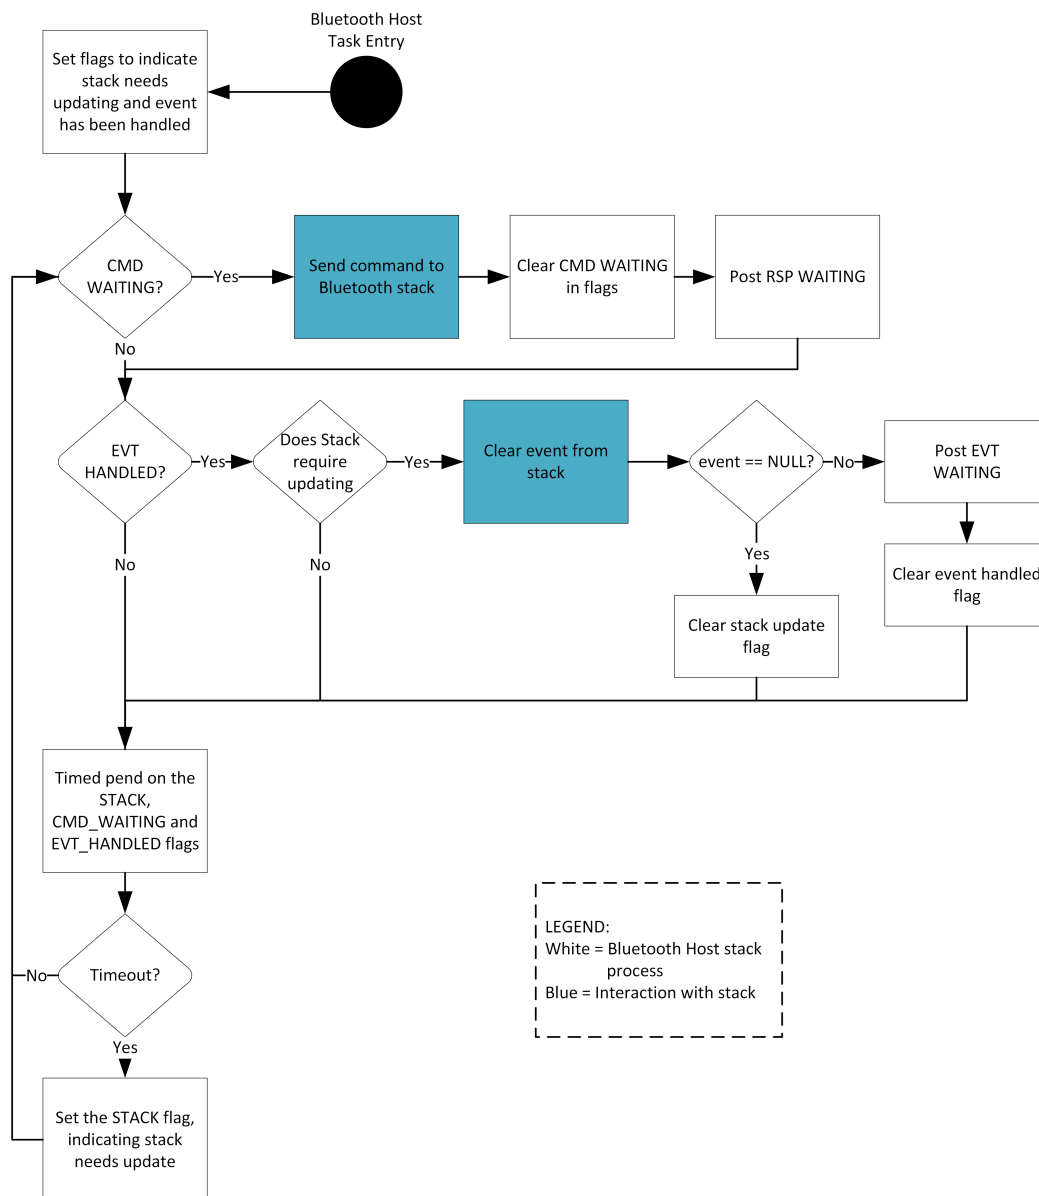 Bluetooth Host
Task Entry
Set flags to indicate
stack needs
updating and event
has been handled
CMD
WAITING?
Yes
Send command to
Bluetooth stack
Clear CMD WAITING
in flags
Post RSP WAITING
No
EVT
HANDLED?
Yes
Does Stack
require
updating
Yes
Clear event from
stack
event == NULL?
No
Post EVT
WAITING
No
No
Yes
Clear event handled
flag
Clear stack update
flag
Timed pend on the
STACK,
CMD_WAITING and
EVT_HANDLED flags
LEGEND:
White = Bluetooth Host stack
process
Blue = Interaction with stack
No
Timeout?
Yes
Set the STACK flag,
indicating stack
needs update